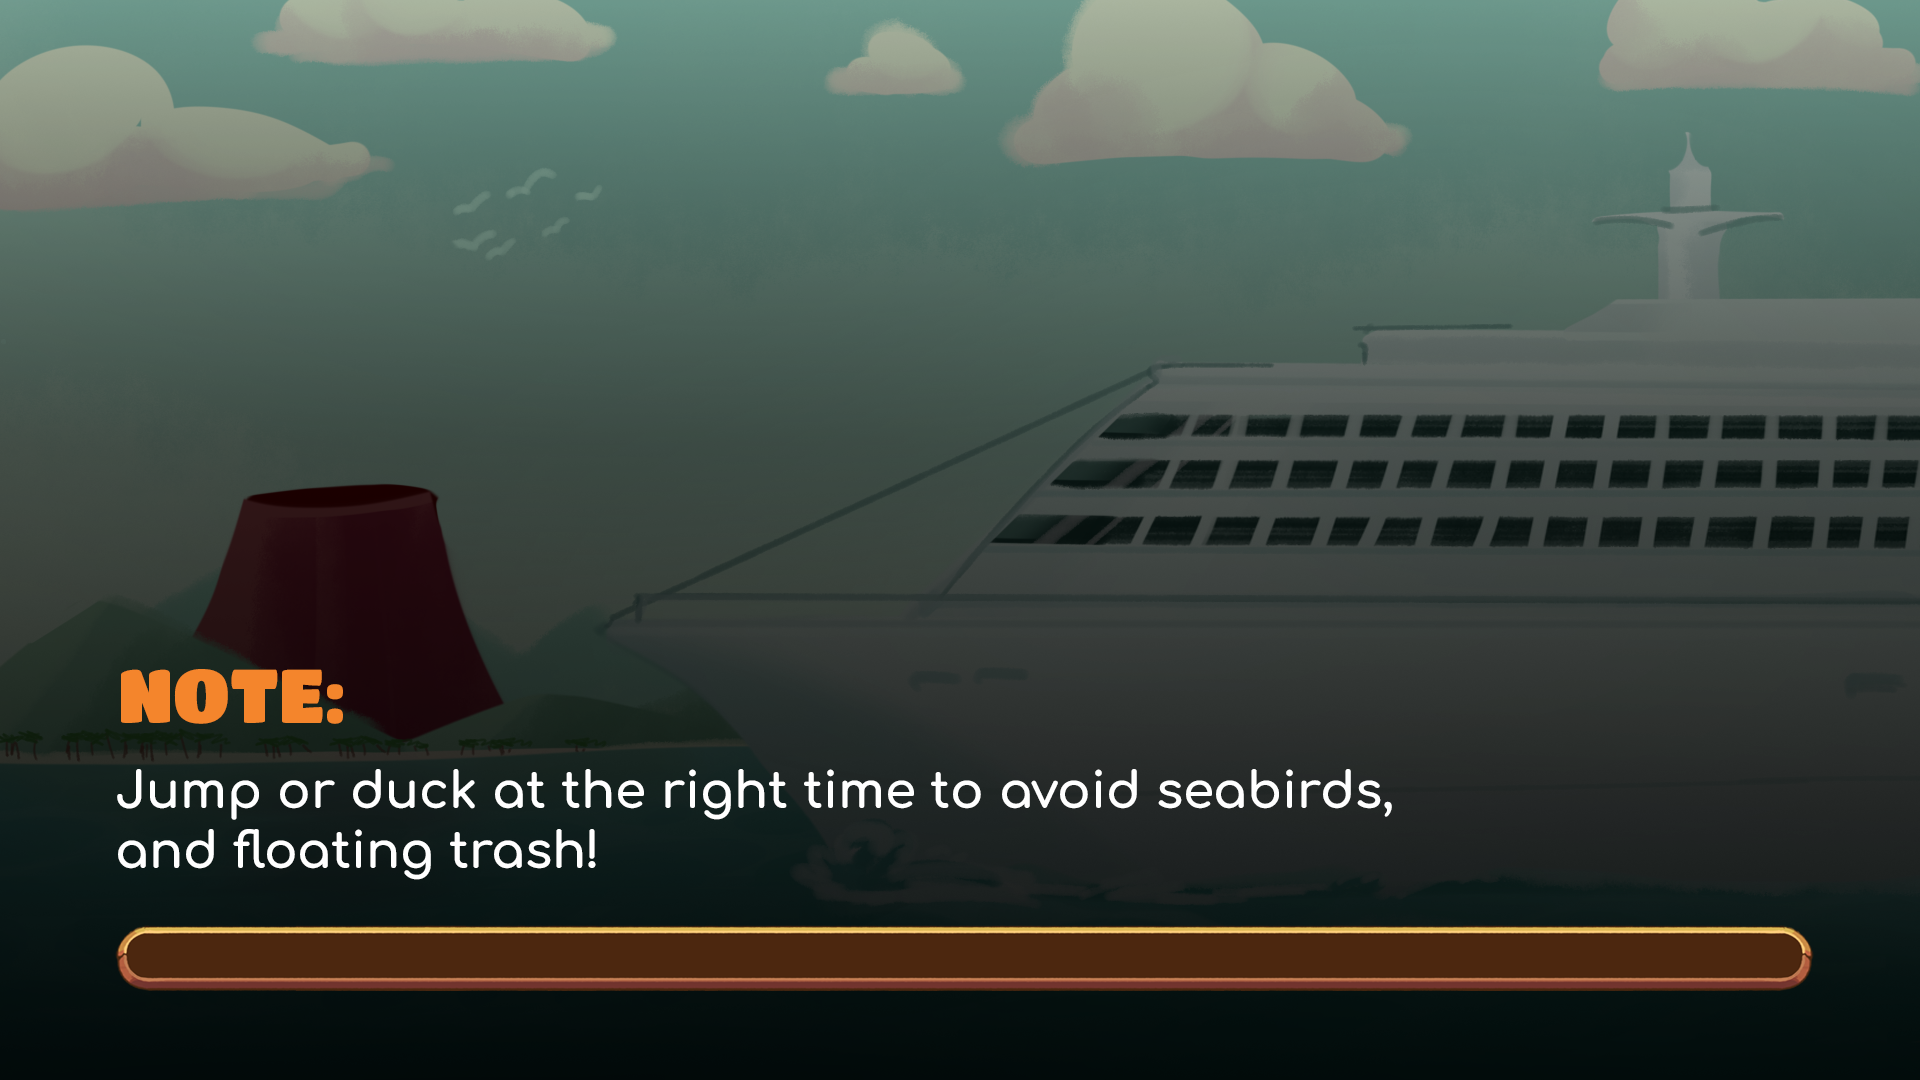 NOTE:
Jump or duck at the right time to avoid seabirds,
and floating trash!